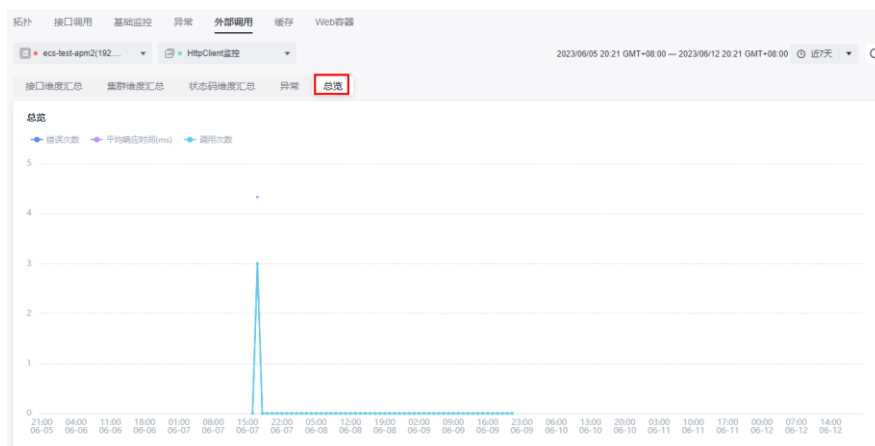 拓扑 接口调用 基础监控 异常 外部调用 缓存 Web容器
ecs-test-apm2(192.... HttpClient监控 2023/06/05 20:21 GMT+08:00 — 2023/06/12 20:21 GMT+08:00 近7天
接口维度汇总 集群维度汇总 状态码维度汇总 异常 总览
总览
错误次数 平均响应时间(ms) 调用次数
5
4
3
2
1
0
21:00 04:00 11:00 18:00 01:00 08:00 15:00 22:00 05:00 12:00 19:00 02:00 09:00 16:00 23:00 06:00 13:00 20:00 03:00 10:00 17:00 00:00 07:00 14:00
06-05 06-06 06-06 06-06 06-07 06-07 06-07 06-07 06-08 06-08 06-08 06-09 06-09 06-09 06-09 06-10 06-10 06-10 06-11 06-11 06-11 06-12 06-12 06-12